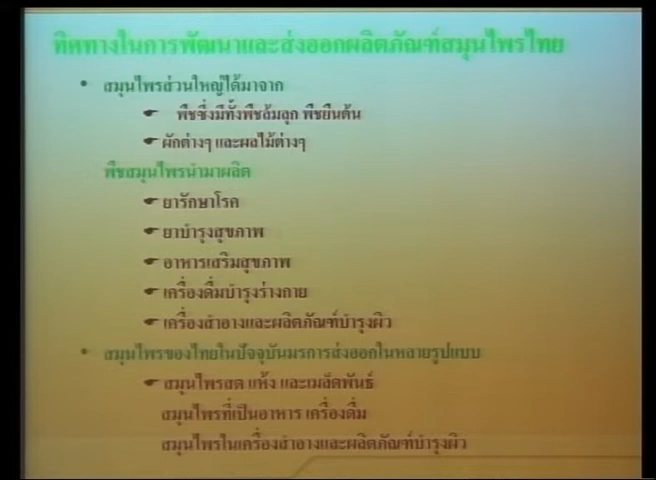 ทิศทางในการพัฒนาและส่งออกผลิตภัณฑ์สมุนไพรไทย
• สมุนไพรส่วนใหญ่ได้มาจาก
☛ พืชซึ่งมีทั้งพืชล้มลุก พืชยืนต้น
☛ ผักต่างๆ และผลไม้ต่างๆ
พืชสมุนไพรนำมาผลิต
☛ ยารักษาโรค
☛ ยาบำรุงสุขภาพ
☛ อาหารเสริมสุขภาพ
☛ เครื่องดื่มบำรุงร่างกาย
☛ เครื่องสำอางและผลิตภัณฑ์บำรุงผิว
• สมุนไพรของไทยในปัจจุบันมรการส่งออกในหลายรูปแบบ
☛ สมุนไพรสด แห้ง และเมล็ดพันธ์
สมุนไพรที่เป็นอาหาร เครื่องดื่ม
สมุนไพรในเครื่องสำอางและผลิตภัณฑ์บำรุงผิว